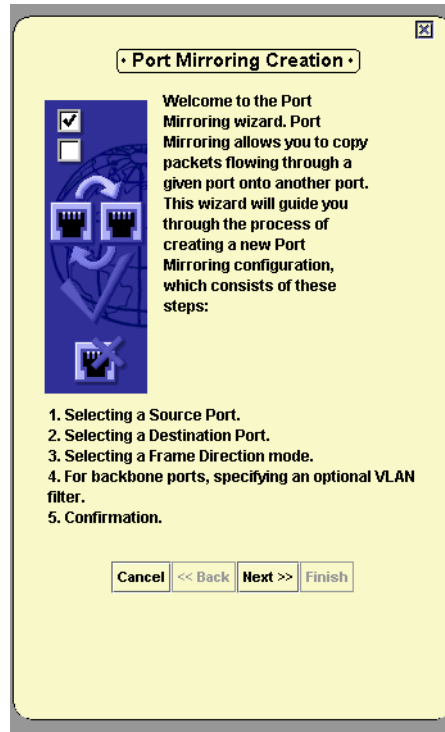 • Port Mirroring Creation •
Welcome to the Port
Mirroring wizard. Port
Mirroring allows you to copy
packets flowing through a
given port onto another port.
This wizard will guide you
through the process of
creating a new Port
Mirroring configuration,
which consists of these
steps:
1. Selecting a Source Port.
2. Selecting a Destination Port.
3. Selecting a Frame Direction mode.
4. For backbone ports, specifying an optional VLAN
filter.
5. Confirmation.
Cancel << Back Next >> Finish